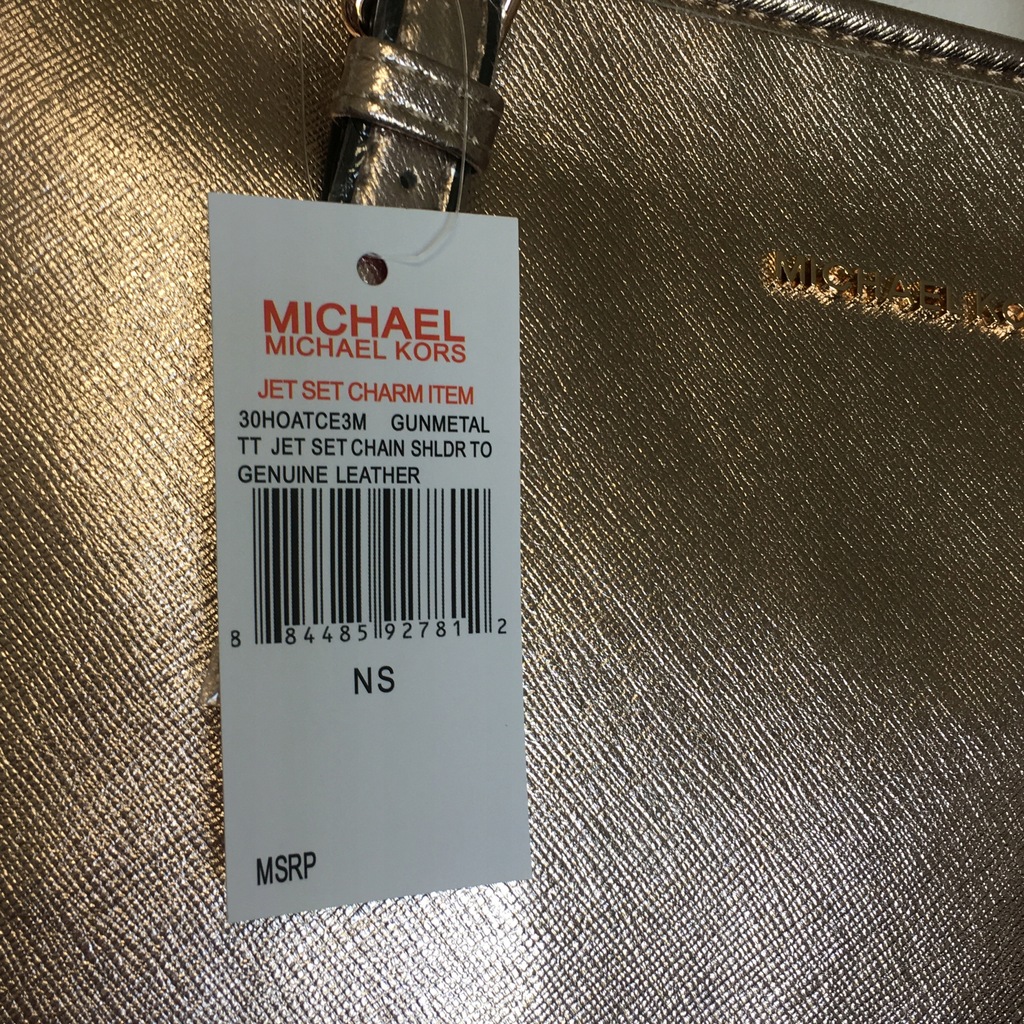 MICHAEL
MICHAEL KORS
JET SET CHARM ITEM
30HOATCE3M GUNMETAL
TT JET SET CHAIN SHLDR TO
GENUINE LEATHER
8 84485 92781 2
NS
MSRP
MICHAEL KO